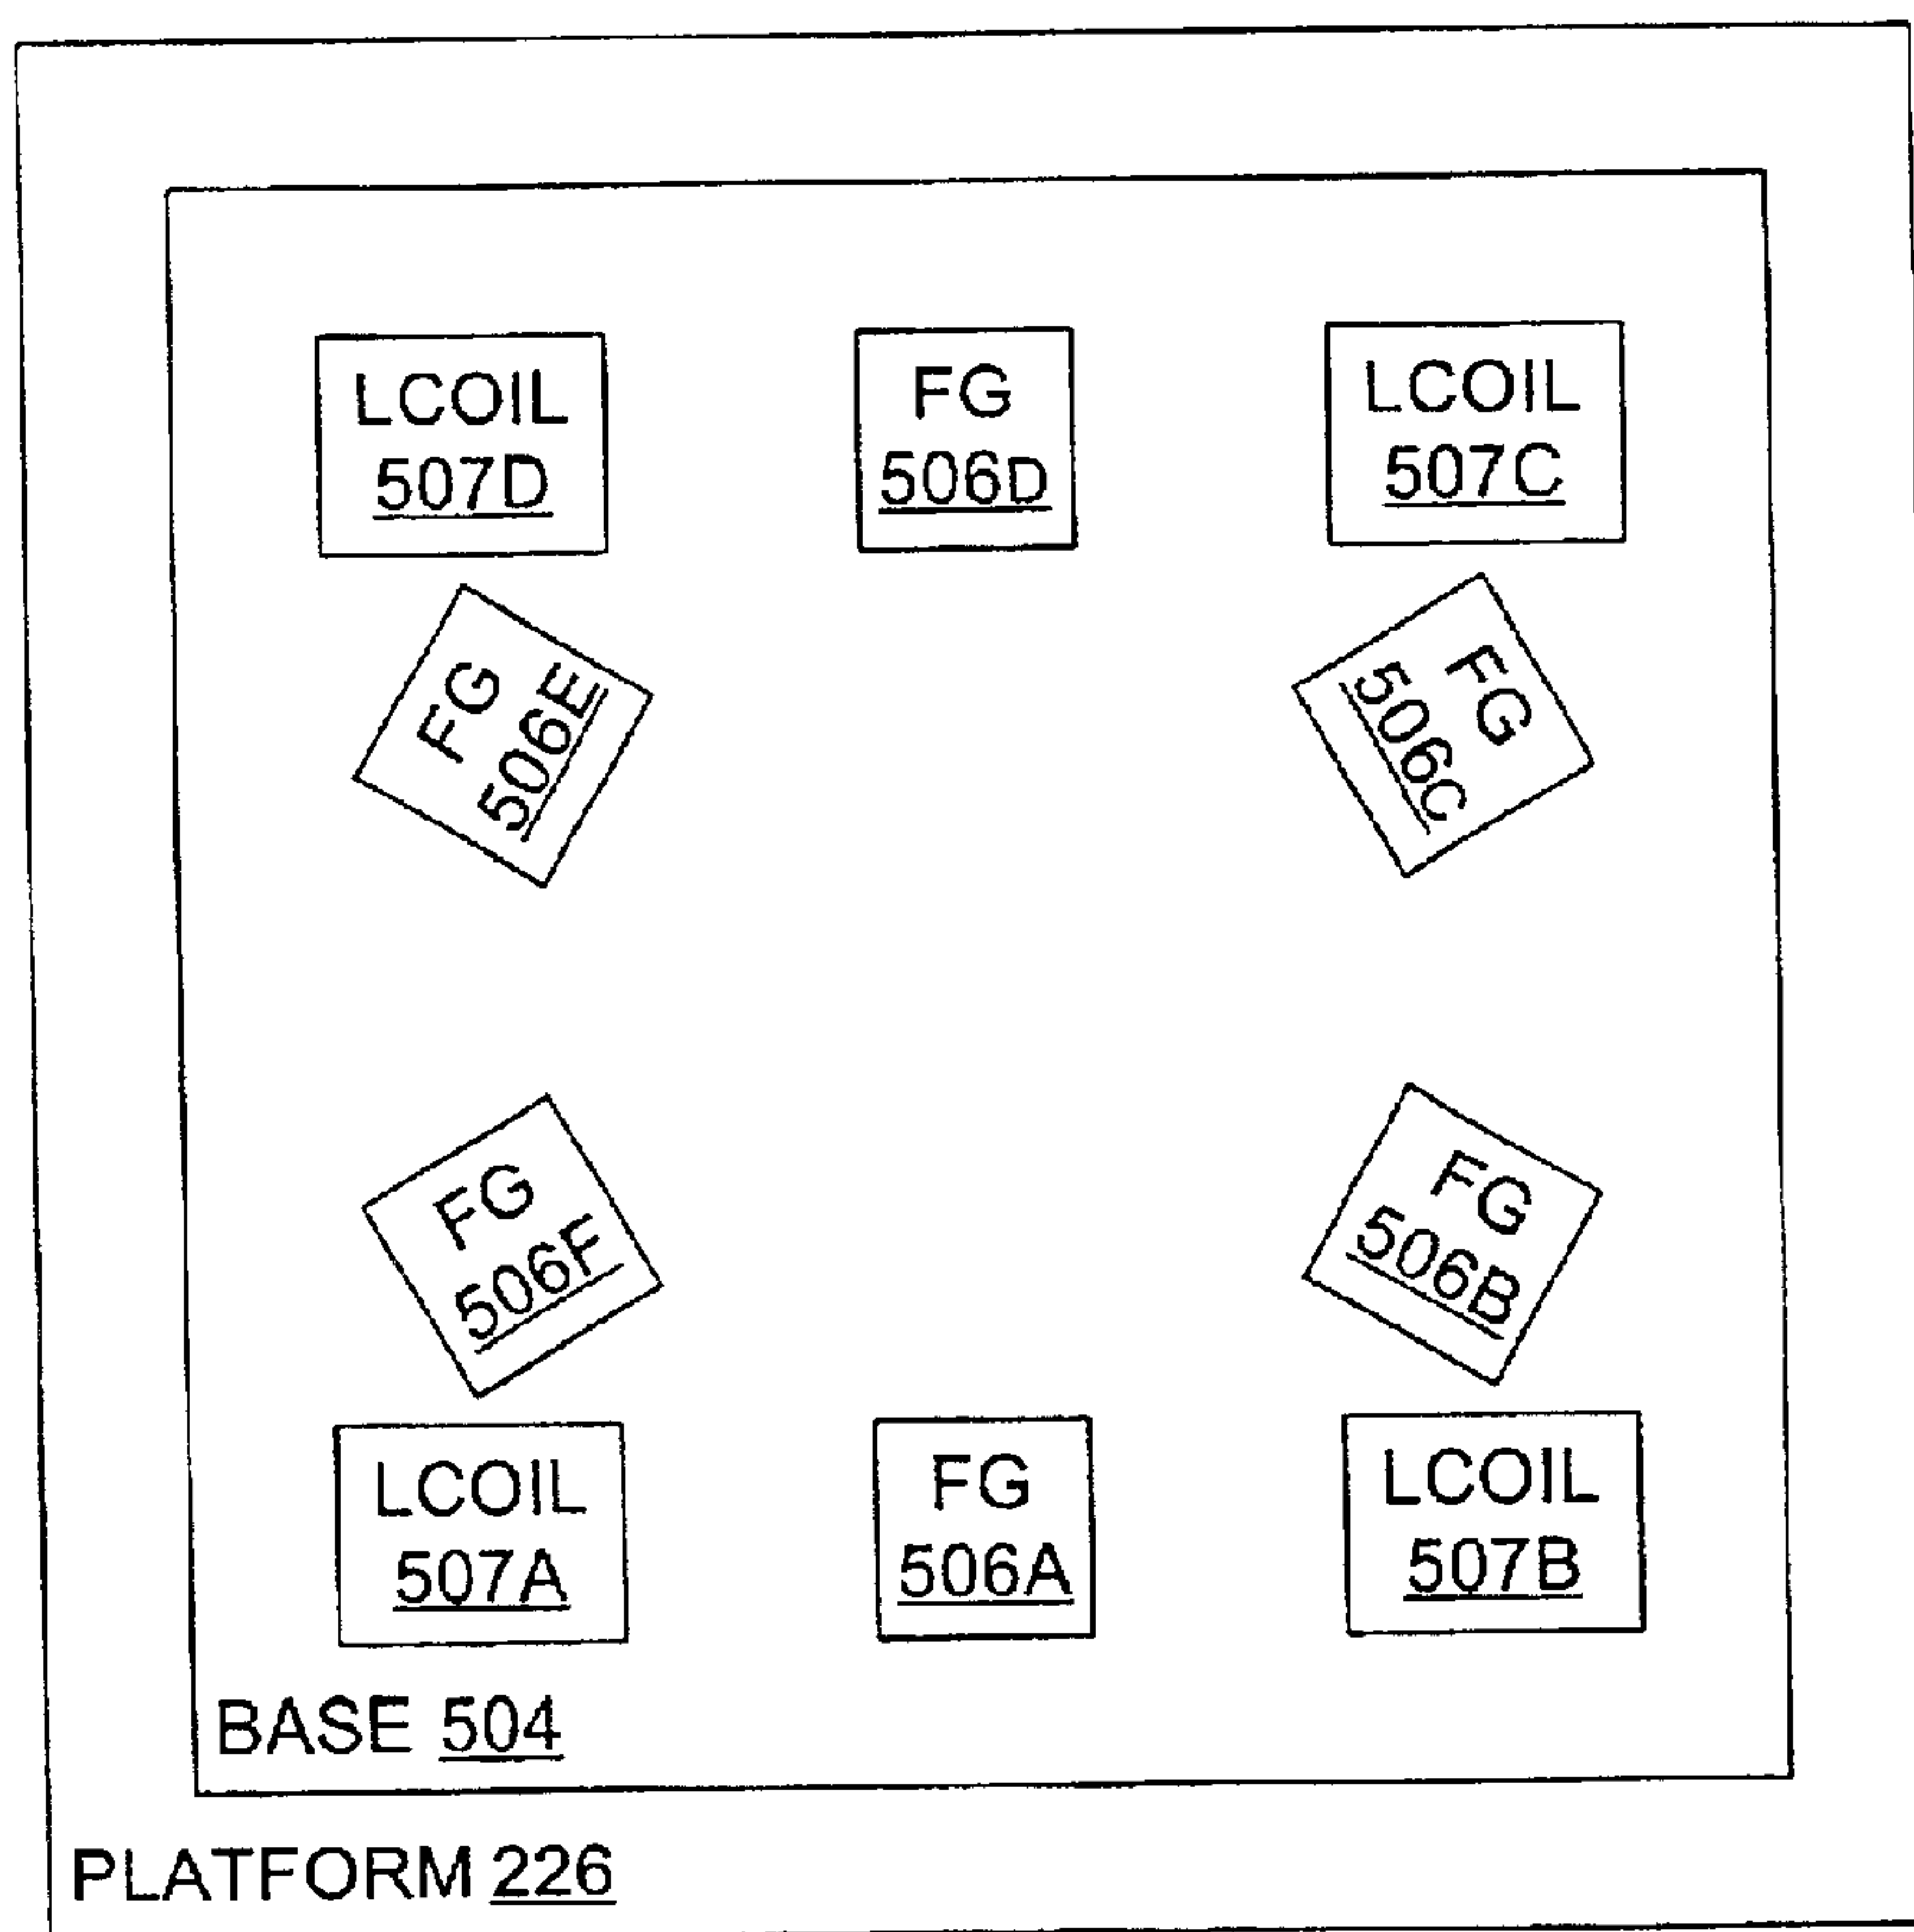 LCOIL
507D
FG
506D
LCOIL
507C
FG
506E
FG
506C
FG
506F
FG
506B
LCOIL
507A
FG
506A
LCOIL
507B
BASE 504
PLATFORM 226